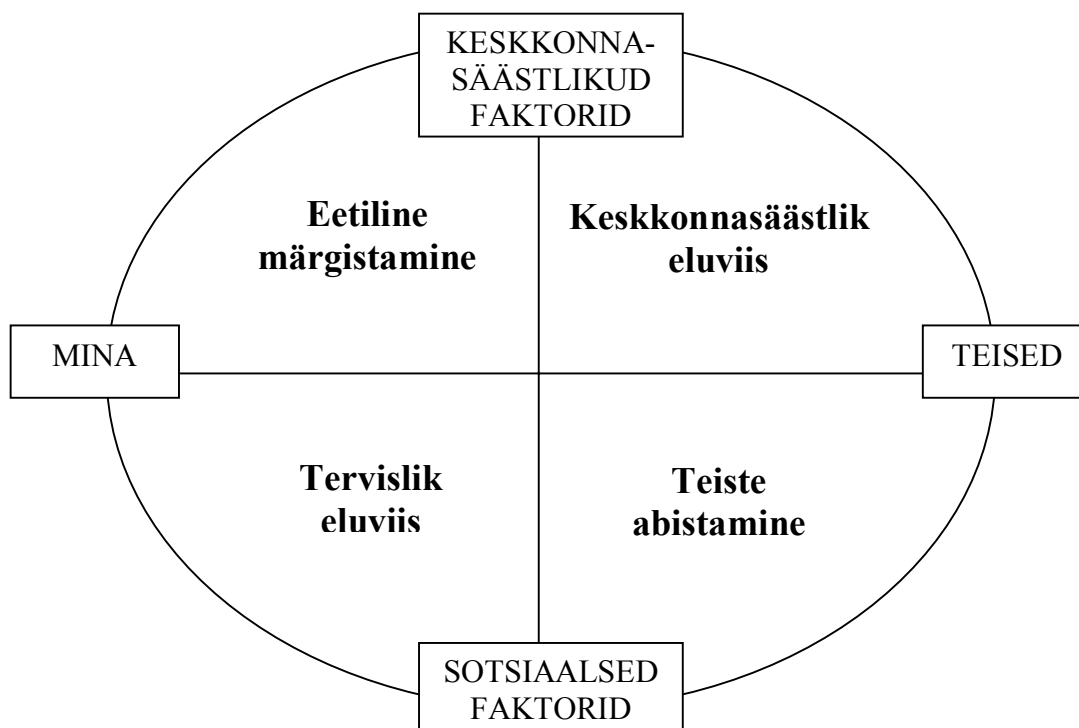 KESKKONNA-
SÄÄSTLIKUD
FAKTORID
Eetiline
märgistamine
Keskkonnasäästlik
eluviis
MINA
TEISED
Tervislik
eluviis
Teiste
abistamine
SOTSIAALSED
FAKTORID